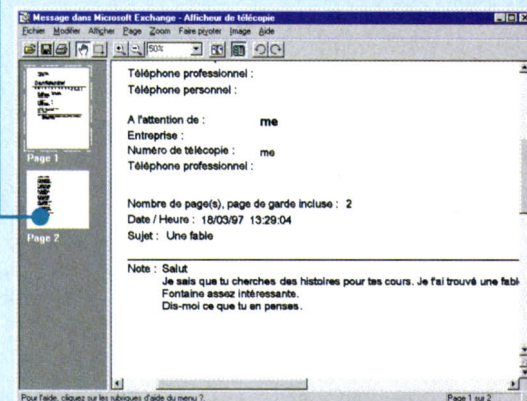 Message dans Microsoft Exchange - Afficheur de télécopie
Fichier Modifier Afficher Page Zoom Faire pivoter Image Aide
50%
Page 1
Page 2
Téléphone professionnel :
Téléphone personnel :
A l'attention de : me
Entreprise :
Numéro de télécopie : me
Téléphone professionnel :
Nombre de page(s), page de garde incluse : 2
Date / Heure : 18/03/97 13:29:04
Sujet : Une fable
Note : Salut
Je sais que tu cherches des histoires pour tes cours. Je t'ai trouvé une
Fontaine assez intéressante.
Dis-moi ce que tu en penses.
Pour l'aide, cliquez sur les rubriques d'aide du menu ?.
Page 1 sur 2